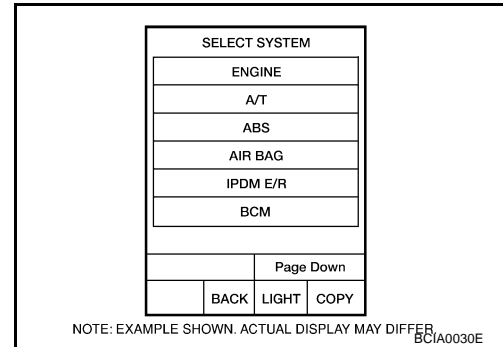 SELECT SYSTEM
ENGINE
A/T
ABS
AIR BAG
IPDM E/R
BCM
Page Down
BACK LIGHT COPY
NOTE: EXAMPLE SHOWN. ACTUAL DISPLAY MAY DIFFER.
BCIA0030E